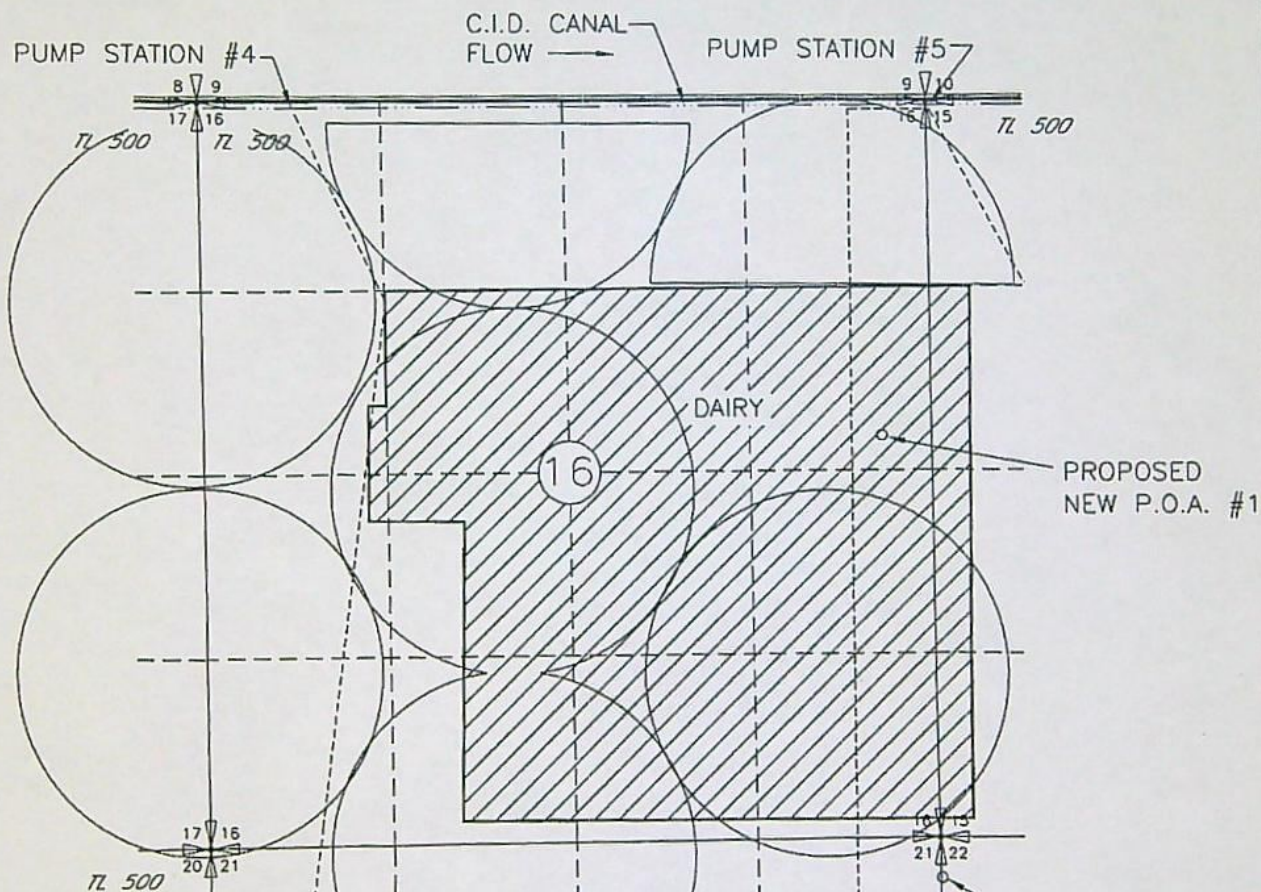 C.I.D. CANAL
FLOW
PUMP STATION #4
PUMP STATION #5
8 9
17 16
9 10
16 15
TL 500
TL 500
TL 500
DAIRY
16
PROPOSED
NEW P.O.A. #1
17 16
20 21
16 15
21 22
TL 500